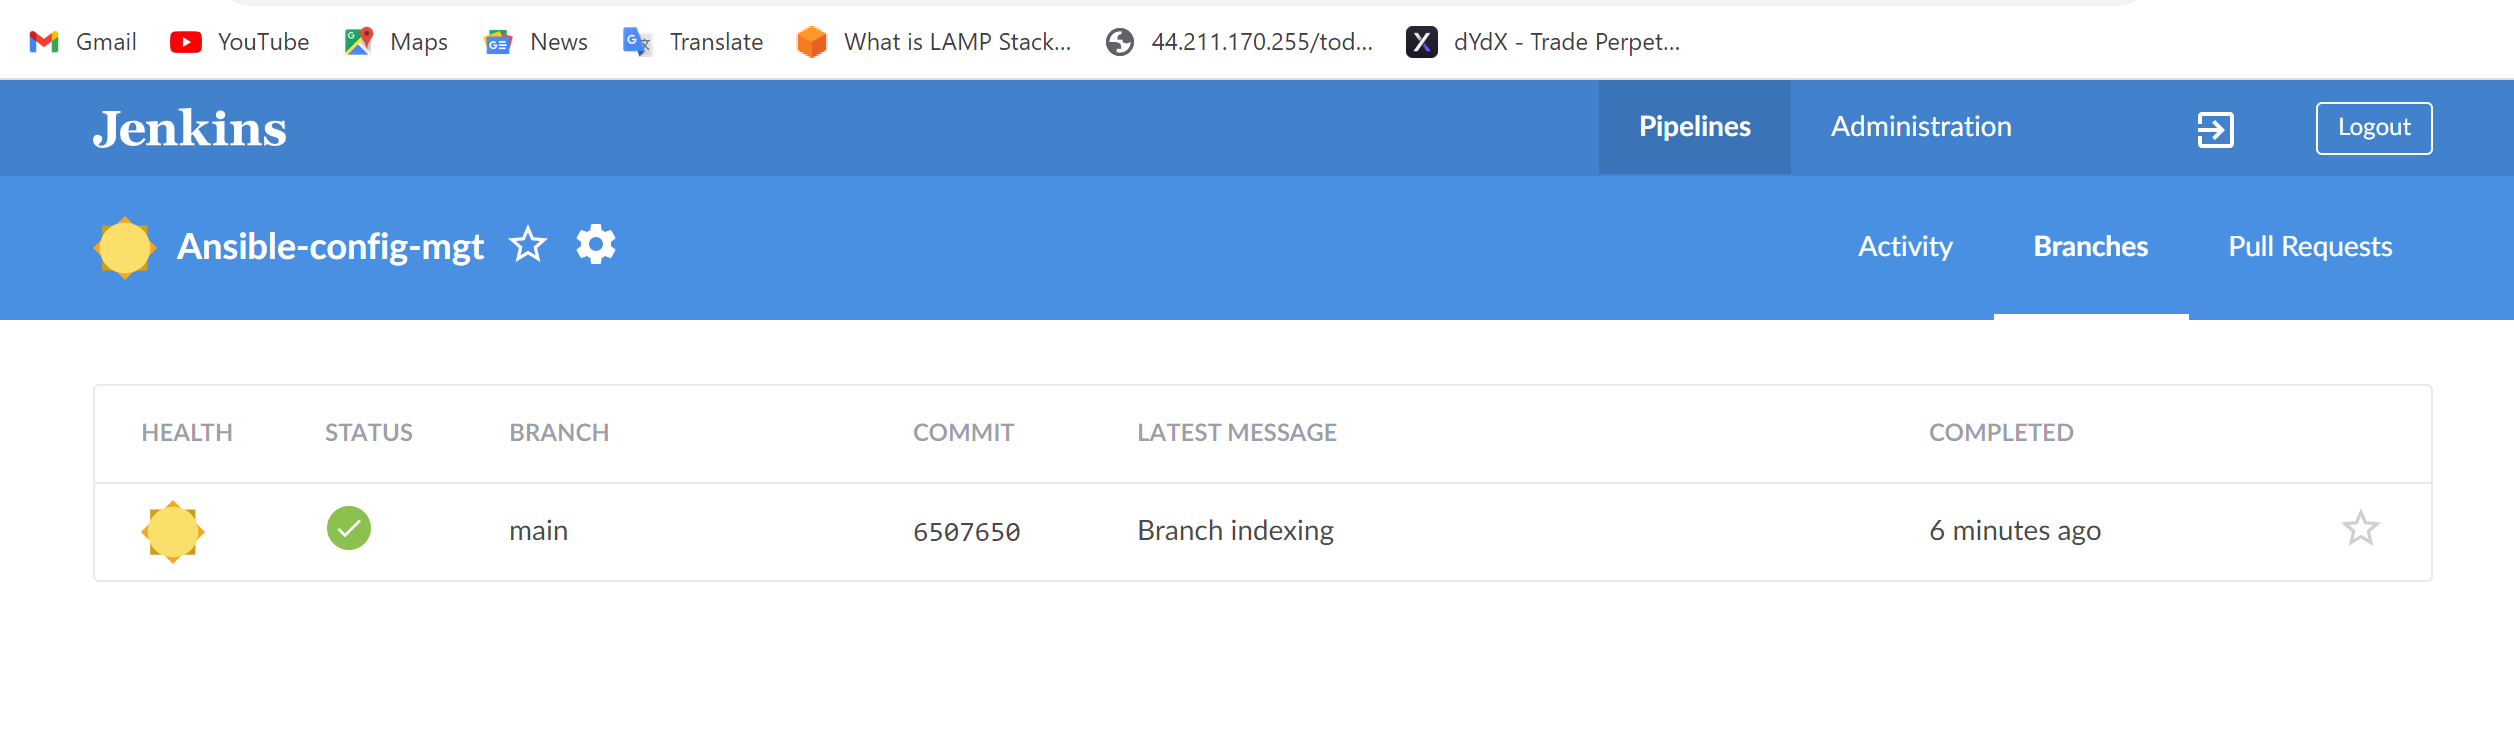 Gmail YouTube Maps News Translate What is LAMP Stack... 44.211.170.255/tod... dYdX - Trade Perpet...
Jenkins Pipelines Administration Logout
Ansible-config-mgt Activity Branches Pull Requests
HEALTH STATUS BRANCH COMMIT LATEST MESSAGE COMPLETED
main 6507650 Branch indexing 6 minutes ago